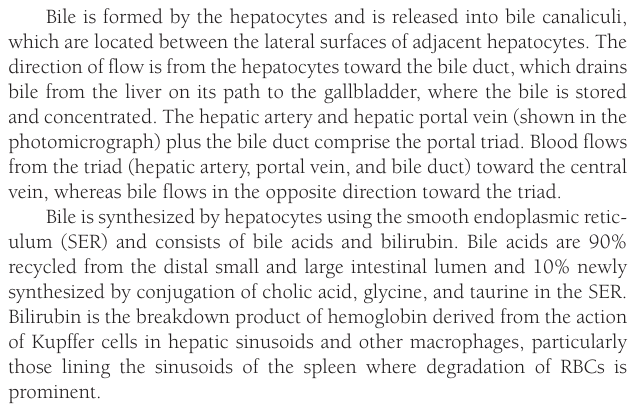 Bile is formed by the hepatocytes and is released into bile canaliculi,
which are located between the lateral surfaces of adjacent hepatocytes. The
direction of flow is from the hepatocytes toward the bile duct, which drains
bile from the liver on its path to the gallbladder, where the bile is stored
and concentrated. The hepatic artery and hepatic portal vein (shown in the
photomicrograph) plus the bile duct comprise the portal triad. Blood flows
from the triad (hepatic artery, portal vein, and bile duct) toward the central
vein, whereas bile flows in the opposite direction toward the triad.
Bile is synthesized by hepatocytes using the smooth endoplasmic retic-
ulum (SER) and consists of bile acids and bilirubin. Bile acids are 90%
recycled from the distal small and large intestinal lumen and 10% newly
synthesized by conjugation of cholic acid, glycine, and taurine in the SER.
Bilirubin is the breakdown product of hemoglobin derived from the action
of Kupffer cells in hepatic sinusoids and other macrophages, particularly
those lining the sinusoids of the spleen where degradation of RBCs is
prominent.